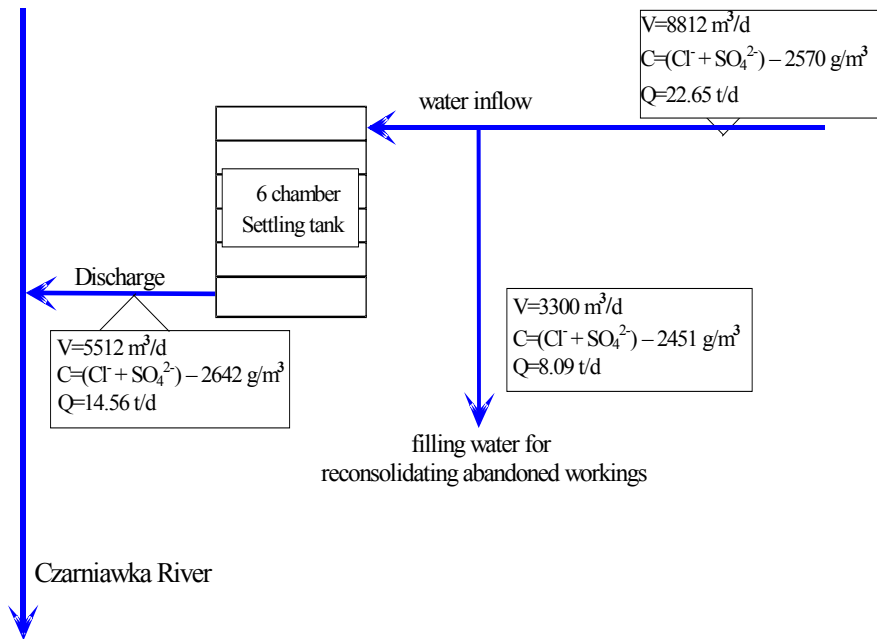 V=8812 m³/d
C=(Cl⁻ + SO₄²⁻) – 2570 g/m³
Q=22.65 t/d
water inflow
6 chamber
Settling tank
Discharge
V=5512 m³/d
C=(Cl⁻ + SO₄²⁻) – 2642 g/m³
Q=14.56 t/d
V=3300 m³/d
C=(Cl⁻ + SO₄²⁻) – 2451 g/m³
Q=8.09 t/d
filling water for
reconsolidating abandoned workings
Czarniawka River